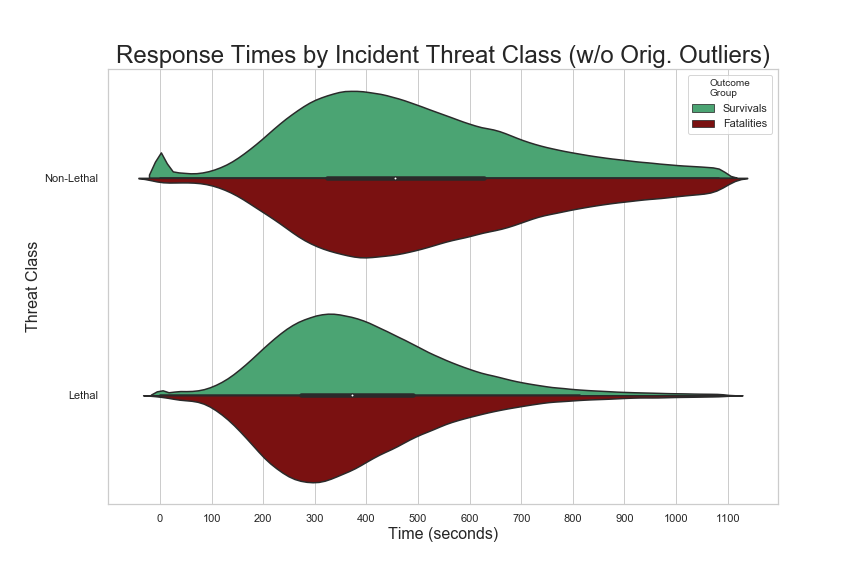 Response Times by Incident Threat Class (w/o Orig. Outliers)
Outcome
Group
Survivals
Fatalities
Non-Lethal
Threat Class
Lethal
0 100 200 300 400 500 600 700 800 900 1000 1100
Time (seconds)